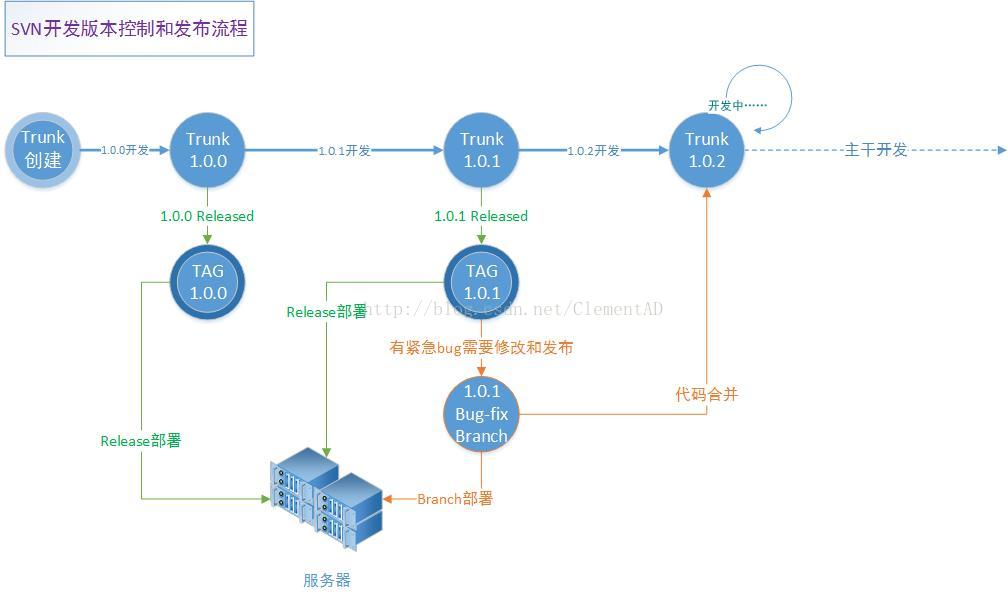 SVN开发版本控制和发布流程
开发中……
Trunk
创建
1.0.0开发
Trunk
1.0.0
1.0.1开发
Trunk
1.0.1
1.0.2开发
Trunk
1.0.2
主干开发
1.0.0 Released
1.0.1 Released
TAG
1.0.0
TAG
1.0.1
Release部署
http://blog.csdn.net/ClementAD
有紧急bug需要修改和发布
1.0.1
Bug-fix
Branch
代码合并
Release部署
Branch部署
服务器